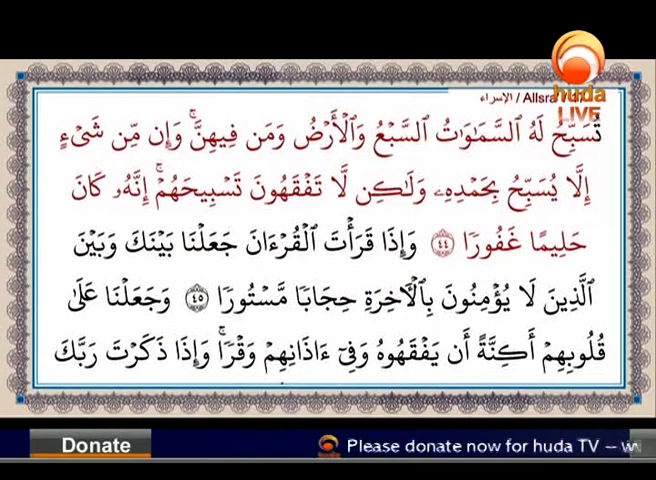 huda
LIVE
الإسراء / AlIsra
تُسَبِّحُ لَهُ ٱلسَّمَـٰوَٰتُ ٱلسَّبْعُ وَٱلْأَرْضُ وَمَن فِيهِنَّ ۚ وَإِن مِّن شَىْءٍ
إِلَّا يُسَبِّحُ بِحَمْدِهِۦ وَلَـٰكِن لَّا تَفْقَهُونَ تَسْبِيحَهُمْ ۗ إِنَّهُۥ كَانَ
حَلِيمًا غَفُورًا ٤٤ وَإِذَا قَرَأْتَ ٱلْقُرْءَانَ جَعَلْنَا بَيْنَكَ وَبَيْنَ
ٱلَّذِينَ لَا يُؤْمِنُونَ بِٱلْـَٔاخِرَةِ حِجَابًا مَّسْتُورًا ٤٥ وَجَعَلْنَا عَلَىٰ
قُلُوبِهِمْ أَكِنَّةً أَن يَفْقَهُوهُ وَفِىٓ ءَاذَانِهِمْ وَقْرًا ۚ وَإِذَا ذَكَرْتَ رَبَّكَ
Donate Please donate now for huda TV --